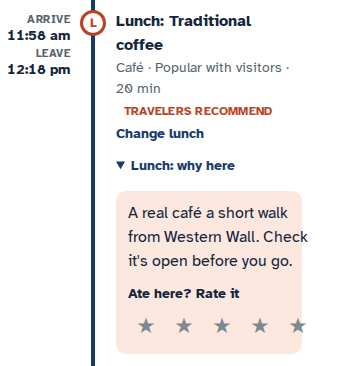 ARRIVE
11:58 am
LEAVE
12:18 pm
L
Lunch: Traditional
coffee
Café · Popular with visitors ·
20 min
TRAVELERS RECOMMEND
Change lunch
▼ Lunch: why here
A real café a short walk
from Western Wall. Check
it's open before you go.
Ate here? Rate it
★ ★ ★ ★ ★